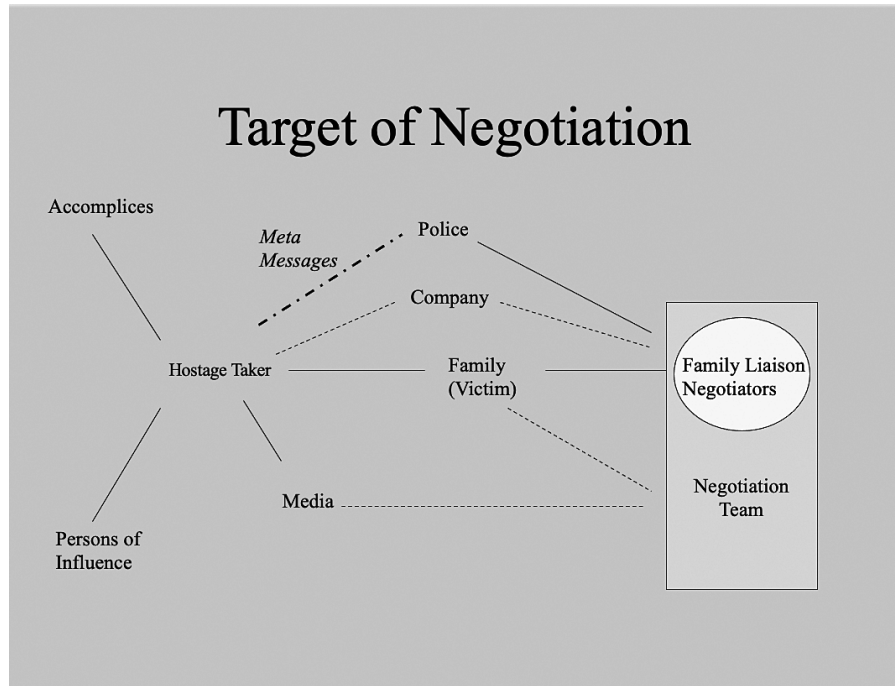 Target of Negotiation
Accomplices
Meta
Messages
Police
Company
Hostage Taker
Family
(Victim)
Family Liaison
Negotiators
Media
Negotiation
Team
Persons of
Influence